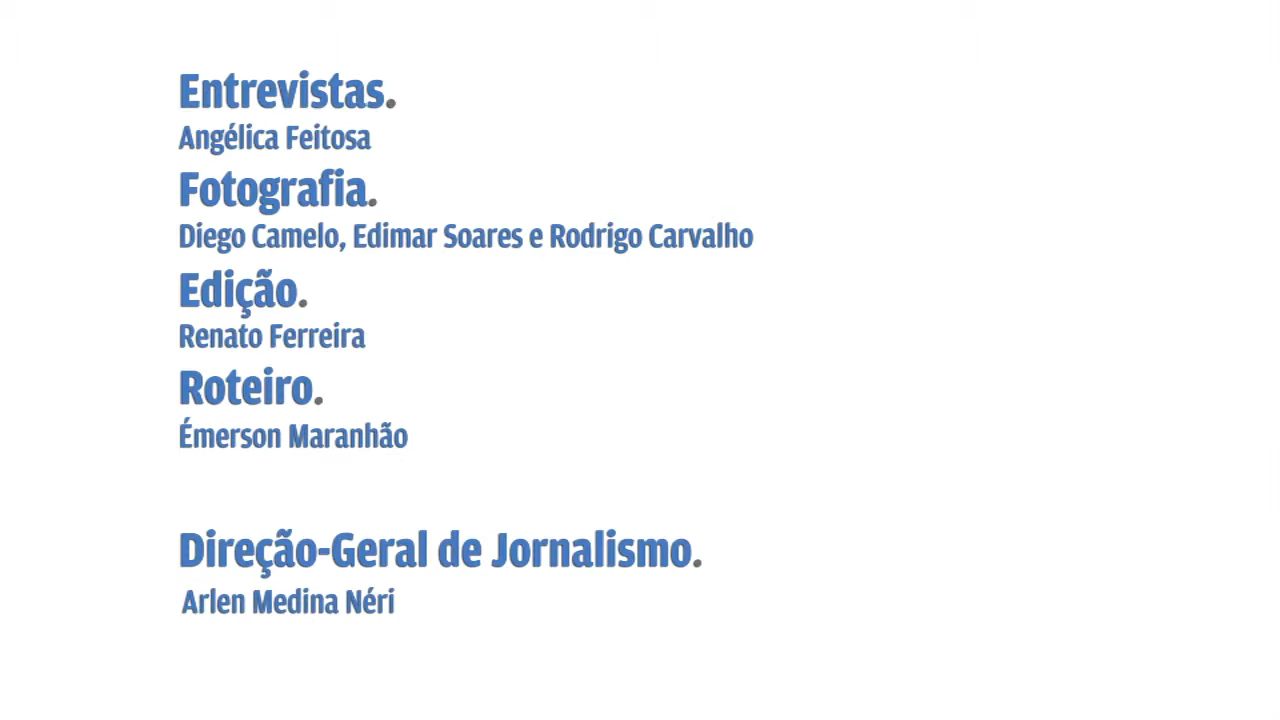 Entrevistas.
Angélica Feitosa
Fotografia.
Diego Camelo, Edimar Soares e Rodrigo Carvalho
Edição.
Renato Ferreira
Roteiro.
Émerson Maranhão
Direção-Geral de Jornalismo.
Arlen Medina Néri